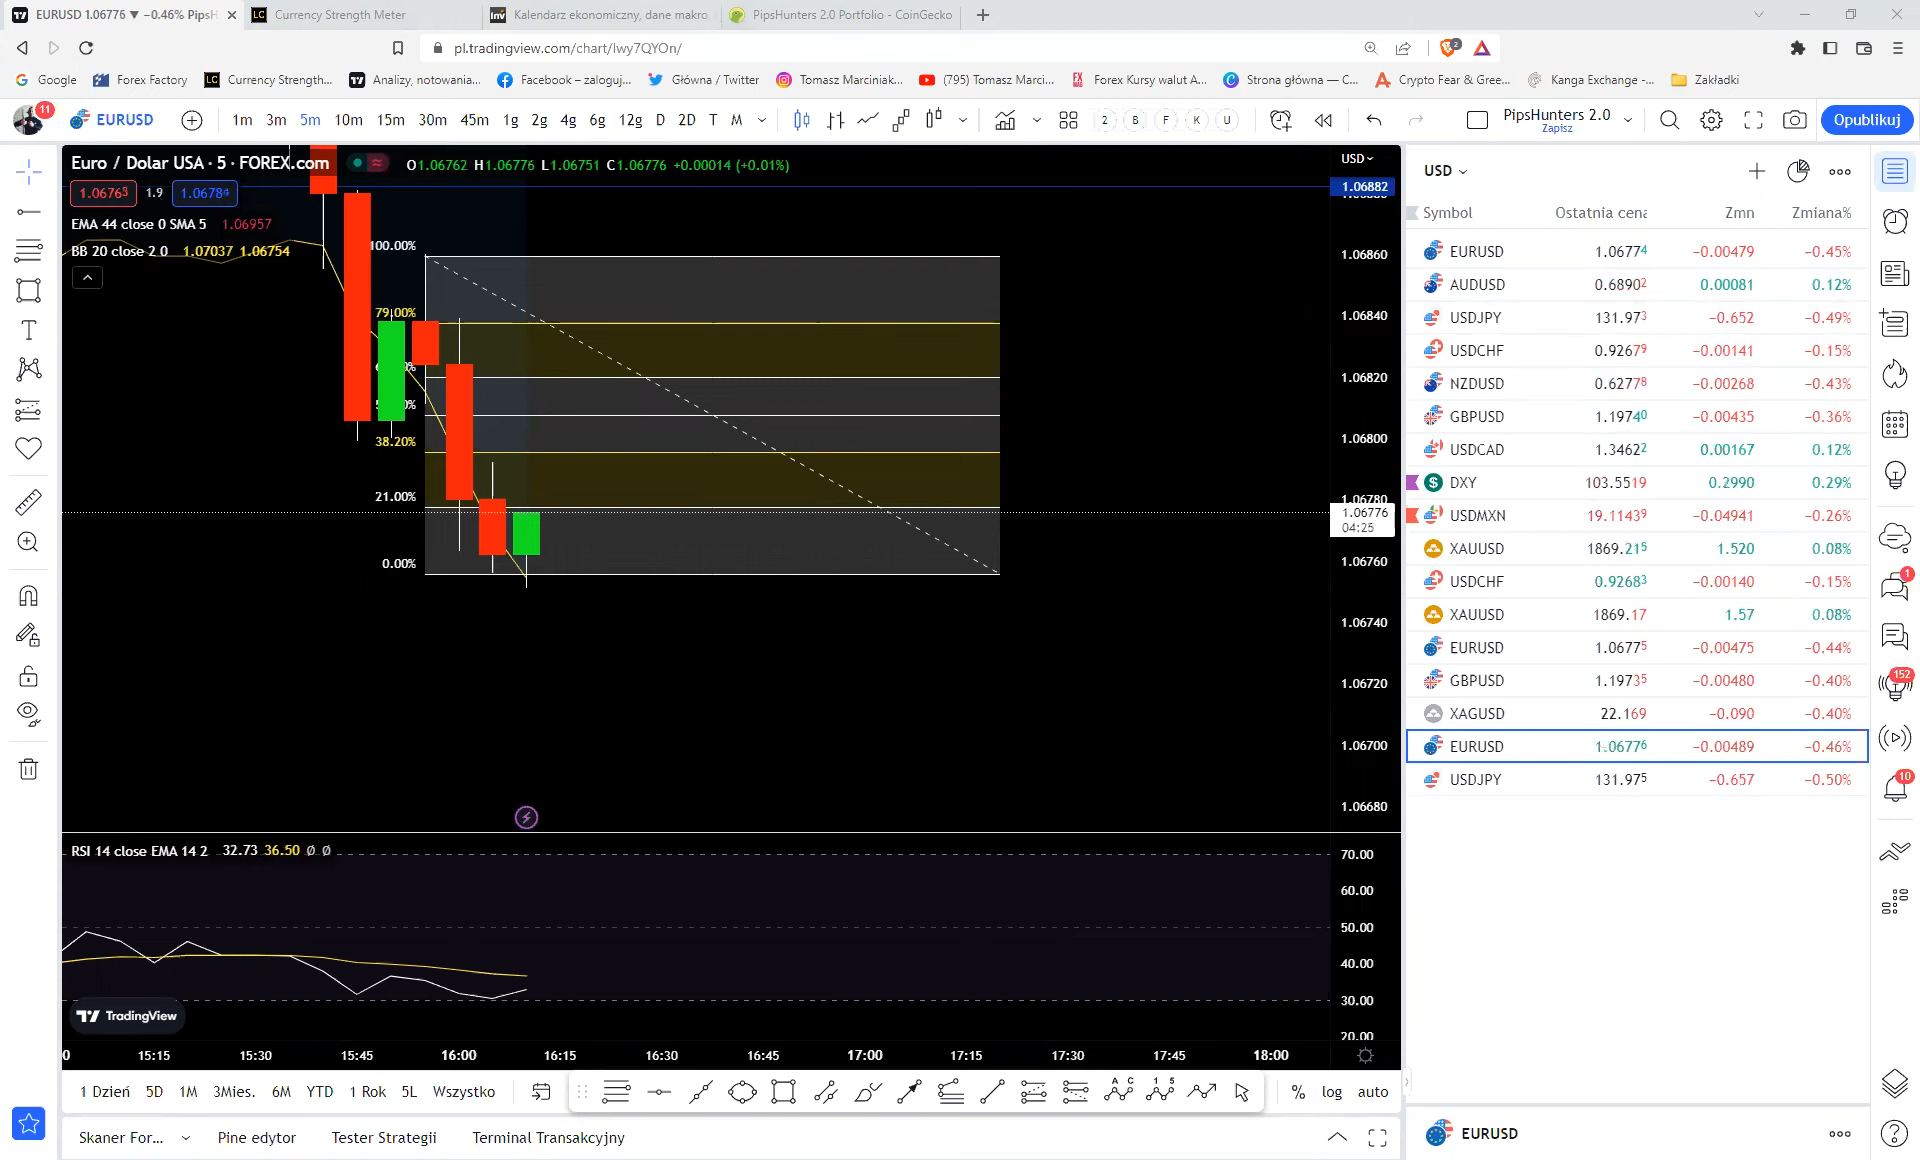 EURUSD 1.06776 ▼ −0.46% PipsH
Currency Strength Meter
Kalendarz ekonomiczny, dane makro,
PipsHunters 2.0 Portfolio - CoinGecko
pl.tradingview.com/chart/lwy7QYOn/
2
Google
Forex Factory
Currency Strength...
Analizy, notowania...
Facebook – zaloguj...
Główna / Twitter
Tomasz Marciniak...
(795) Tomasz Marci...
Forex Kursy walut A...
Strona główna — C...
Crypto Fear & Gree...
Kanga Exchange -...
Zakładki
11
EURUSD
1m 3m 5m 10m 15m 30m 45m 1g 2g 4g 6g 12g D 2D T M
2 B F K U
PipsHunters 2.0
Zapisz
Opublikuj
Euro / Dolar USA · 5 · FOREX.com
O1.06762 H1.06776 L1.06751 C1.06776 +0.00014 (+0.01%)
1.06763 1.9 1.06784
EMA 44 close 0 SMA 5 1.06957
BB 20 close 2 0 1.07037 1.06754
100.00%
79.00%
38.20%
21.00%
0.00%
USD
1.06882
1.06860
1.06840
1.06820
1.06800
1.06780
1.06776
04:25
1.06760
1.06740
1.06720
1.06700
1.06680
RSI 14 close EMA 14 2 32.73 36.50 Ø Ø
70.00
60.00
50.00
40.00
30.00
20.00
TradingView
0 15:15 15:30 15:45 16:00 16:15 16:30 16:45 17:00 17:15 17:30 17:45 18:00
1 Dzień 5D 1M 3Mies. 6M YTD 1 Rok 5L Wszystko
A C
1 5
% log auto
Skaner For...
Pine edytor
Tester Strategii
Terminal Transakcyjny
USD
Symbol Ostatnia cena Zmn Zmiana%
EURUSD 1.06774 −0.00479 −0.45%
AUDUSD 0.68902 0.00081 0.12%
USDJPY 131.973 −0.652 −0.49%
USDCHF 0.92679 −0.00141 −0.15%
NZDUSD 0.62778 −0.00268 −0.43%
GBPUSD 1.19740 −0.00435 −0.36%
USDCAD 1.34622 0.00167 0.12%
DXY 103.5519 0.2990 0.29%
USDMXN 19.11439 −0.04941 −0.26%
XAUUSD 1869.215 1.520 0.08%
USDCHF 0.92683 −0.00140 −0.15%
XAUUSD 1869.17 1.57 0.08%
EURUSD 1.06775 −0.00475 −0.44%
GBPUSD 1.19735 −0.00480 −0.40%
XAGUSD 22.169 −0.090 −0.40%
EURUSD 1.06776 −0.00489 −0.46%
USDJPY 131.975 −0.657 −0.50%
1
152
10
EURUSD